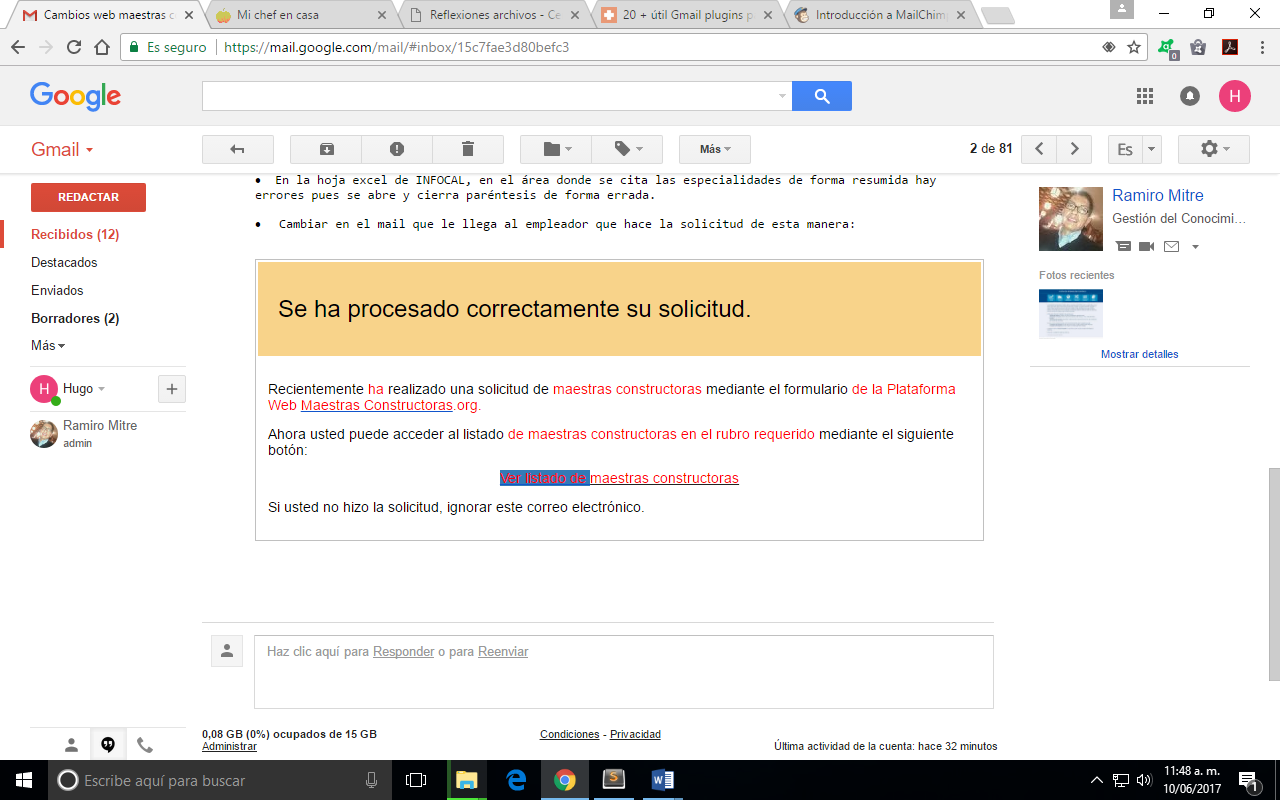 Cambios web maestras c
Mi chef en casa
Reflexiones archivos - Ce
20 + útil Gmail plugins p
Introducción a MailChim
Es seguro
https://mail.google.com/mail/#inbox/15c7fae3d80befc3
0
Google
H
Gmail
Más
2 de 81
Es
REDACTAR
Recibidos (12)
Destacados
Enviados
Borradores (2)
Más
H Hugo
Ramiro Mitre
admin
• En la hoja excel de INFOCAL, en el área donde se cita las especialidades de forma resumida hay
errores pues se abre y cierra paréntesis de forma errada.
• Cambiar en el mail que le llega al empleador que hace la solicitud de esta manera:
Se ha procesado correctamente su solicitud.
Recientemente ha realizado una solicitud de maestras constructoras mediante el formulario de la Plataforma
Web Maestras Constructoras.org.
Ahora usted puede acceder al listado de maestras constructoras en el rubro requerido mediante el siguiente
botón:
Ver listado de maestras constructoras
Si usted no hizo la solicitud, ignorar este correo electrónico.
Ramiro Mitre
Gestión del Conocimi...
Fotos recientes
Mostrar detalles
Haz clic aquí para Responder o para Reenviar
0,08 GB (0%) ocupados de 15 GB
Administrar
Condiciones - Privacidad
Última actividad de la cuenta: hace 32 minutos
Escribe aquí para buscar
11:48 a. m.
10/06/2017
1